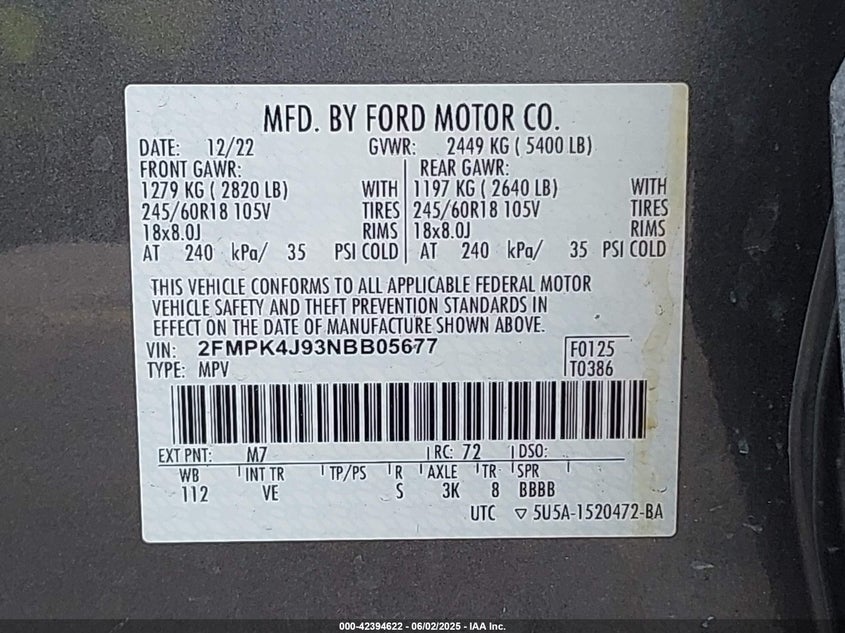 MFD. BY FORD MOTOR CO.
DATE: 12/22 GVWR: 2449 KG ( 5400 LB)
FRONT GAWR: REAR GAWR:
1279 KG ( 2820 LB) WITH 1197 KG ( 2640 LB) WITH
245/60R18 105V TIRES 245/60R18 105V TIRES
18x8.0J RIMS 18x8.0J RIMS
AT 240 kPa/ 35 PSI COLD AT 240 kPa/ 35 PSI COLD
THIS VEHICLE CONFORMS TO ALL APPLICABLE FEDERAL MOTOR
VEHICLE SAFETY AND THEFT PREVENTION STANDARDS IN
EFFECT ON THE DATE OF MANUFACTURE SHOWN ABOVE.
VIN: 2FMPK4J93NBB05677 F0125
TYPE: MPV T0386
EXT PNT: M7 RC: 72 DSO:
WB INT TR TP/PS R AXLE TR SPR
112 VE S 3K 8 BBBB
UTC ▽ 5U5A-1520472-BA
000-42394622 - 06/02/2025 - IAA Inc.